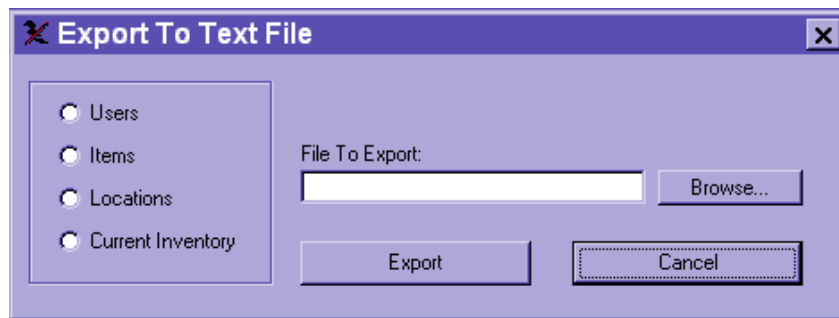 Export To Text File
Users
Items
Locations
Current Inventory
File To Export:
Browse...
Export
Cancel